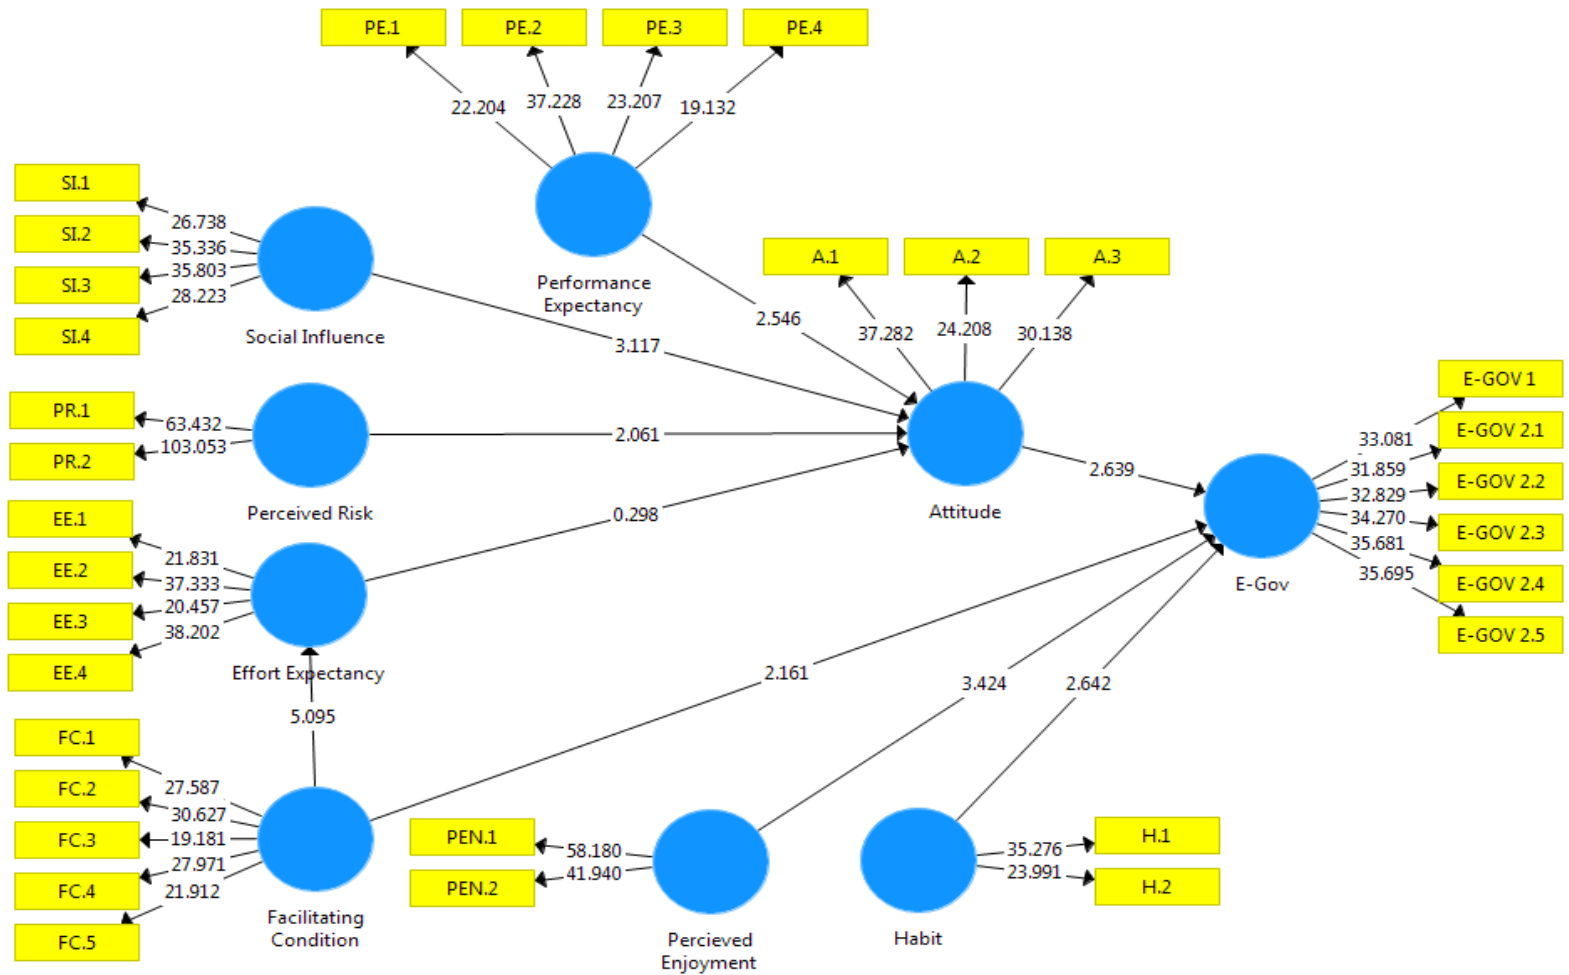 PE.1
PE.2
PE.3
PE.4
22.204
37.228
23.207
19.132
Performance
Expectancy
SI.1
SI.2
SI.3
SI.4
26.738
35.336
35.803
28.223
Social Influence
2.546
3.117
A.1
A.2
A.3
37.282
24.208
30.138
Attitude
PR.1
PR.2
63.432
103.053
Perceived Risk
2.061
0.298
2.639
E-GOV 1
E-GOV 2.1
E-GOV 2.2
E-GOV 2.3
E-GOV 2.4
E-GOV 2.5
33.081
31.859
32.829
34.270
35.681
35.695
E-Gov
EE.1
EE.2
EE.3
EE.4
21.831
37.333
20.457
38.202
Effort Expectancy
5.095
2.161
3.424
2.642
FC.1
FC.2
FC.3
FC.4
FC.5
27.587
30.627
19.181
27.971
21.912
Facilitating
Condition
PEN.1
PEN.2
58.180
41.940
Percieved
Enjoyment
H.1
H.2
35.276
23.991
Habit